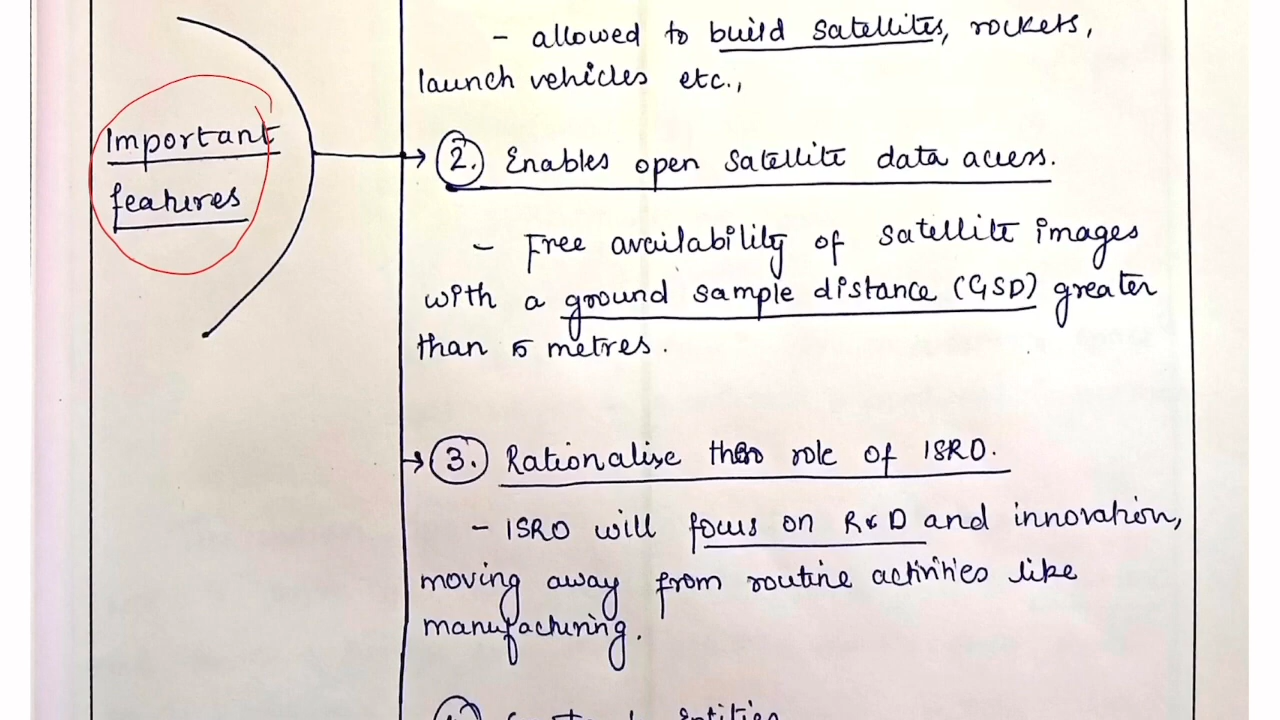 - allowed to build satellites, rockets,
launch vehicles etc.,
Important
features
2. Enables open satellite data access.
- Free availability of satellite images
with a ground sample distance (GSD) greater
than 5 metres.
3. Rationalise the role of ISRO.
- ISRO will focus on R&D and innovation,
moving away from routine activities like
manufacturing.
Entities